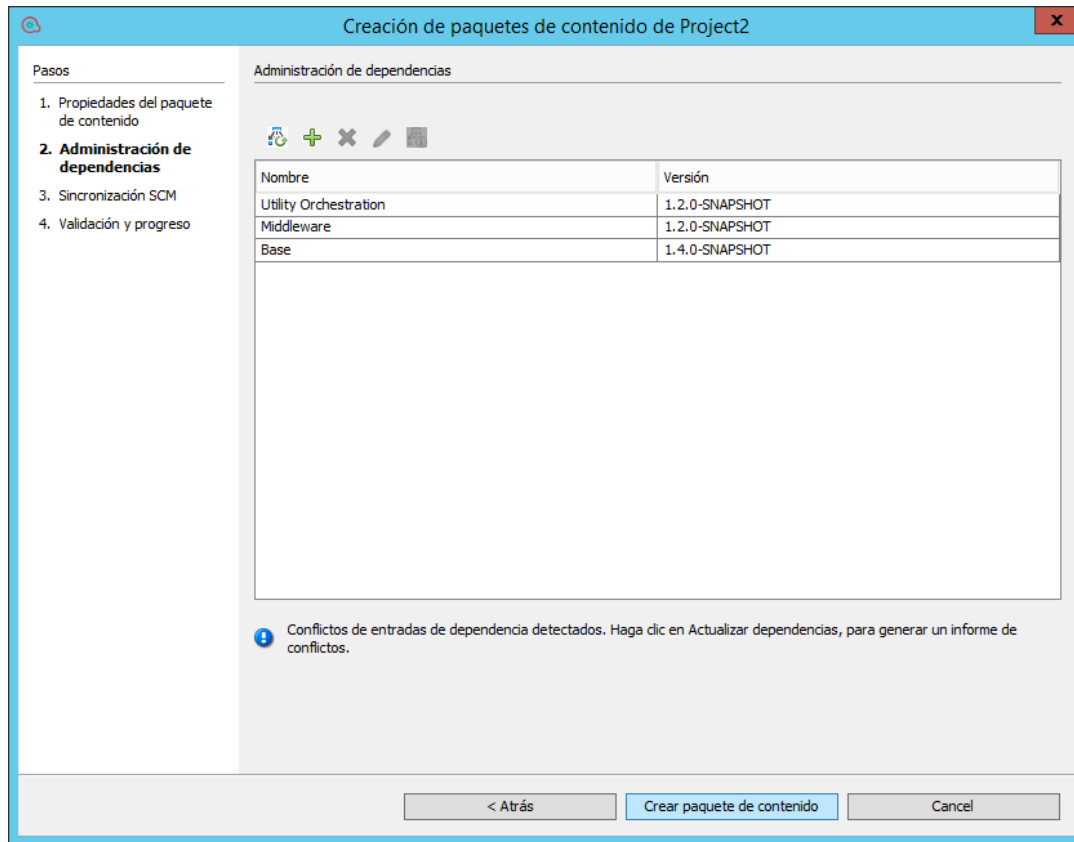 Creación de paquetes de contenido de Project2
x
Pasos
1. Propiedades del paquete
de contenido
2. Administración de
dependencias
3. Sincronización SCM
4. Validación y progreso
Administración de dependencias
Nombre Versión
Utility Orchestration 1.2.0-SNAPSHOT
Middleware 1.2.0-SNAPSHOT
Base 1.4.0-SNAPSHOT
Conflictos de entradas de dependencia detectados. Haga clic en Actualizar dependencias, para generar un informe de
conflictos.
< Atrás Crear paquete de contenido Cancel